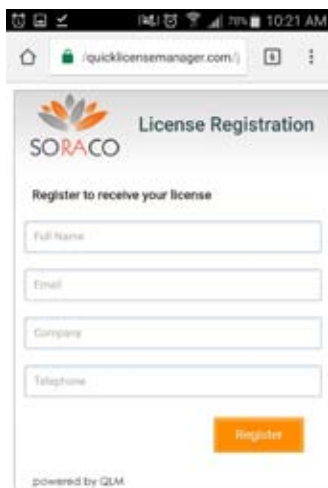 70% 10:21 AM
/quicklicensemanager.com/
License Registration
SORACO
Register to receive your license
Full Name
Email
Company
Telephone
Register
powered by QLM